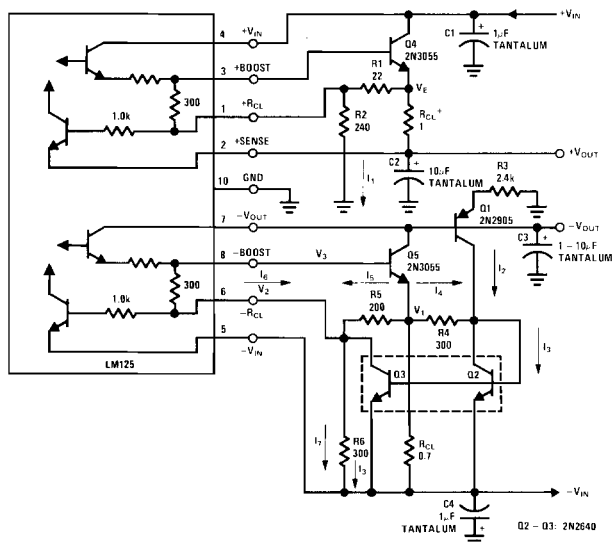 4
+VIN
+VIN
Q4
2N3055
C1
+
1μF
TANTALUM
3
+BOOST
R1
22
VE
300
1.0k
1
+RCL
R2
240
RCL+
1
2
+SENSE
+VOUT
C2
+
10μF
TANTALUM
I1
R3
2.4k
10
GND
7
-VOUT
Q1
2N2905
-VOUT
C3
+
1 – 10μF
TANTALUM
8
-BOOST
V3
Q5
2N3055
I2
300
I6
V2
I5
I4
1.0k
6
-RCL
R5
200
V1
R4
300
I3
5
-VIN
LM125
Q3
Q2
I7
R6
300
I3
RCL
0.7
-VIN
C4
1μF
TANTALUM
+
Q2 – Q3: 2N2640